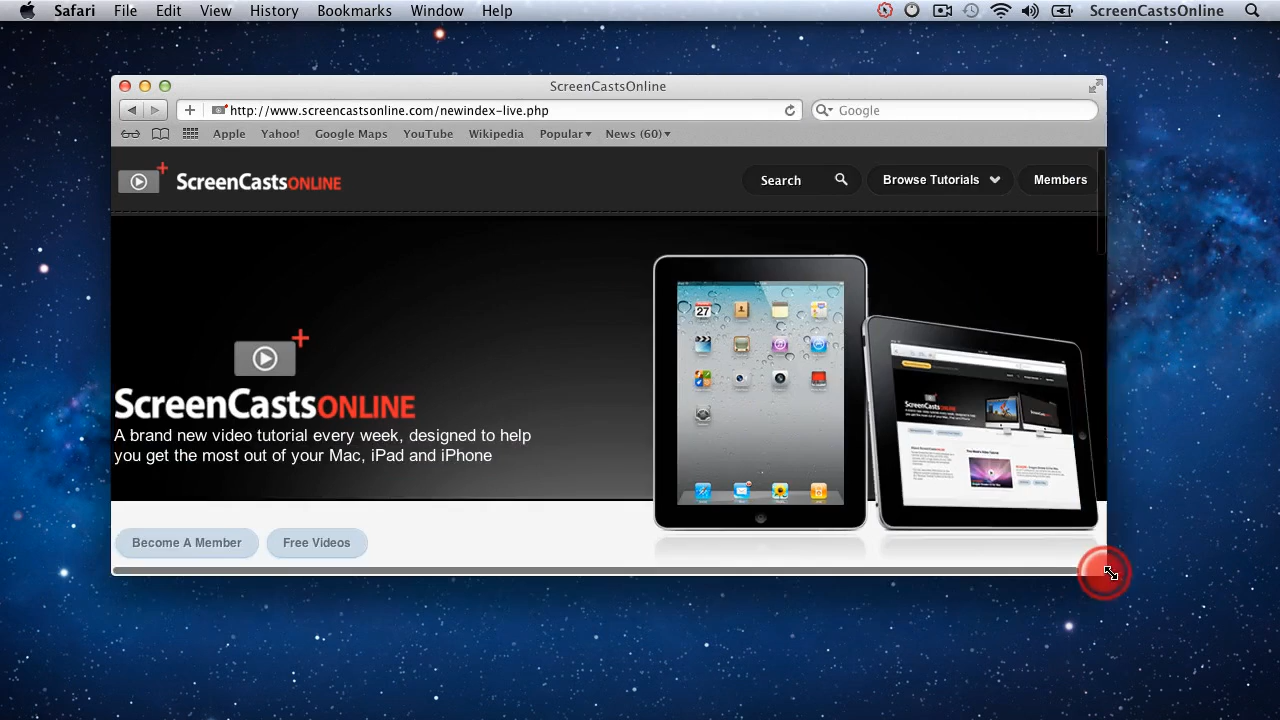 Safari File Edit View History Bookmarks Window Help ScreenCastsOnline
ScreenCastsOnline
http://www.screencastsonline.com/newindex-live.php Google
Apple Yahoo! Google Maps YouTube Wikipedia Popular News (60)
ScreenCastsONLINE Search Browse Tutorials Members
27
ScreenCastsONLINE
A brand new video tutorial every week, designed to help
you get the most out of your Mac, iPad and iPhone
ScreenCastsONLINE
Become A Member Free Videos